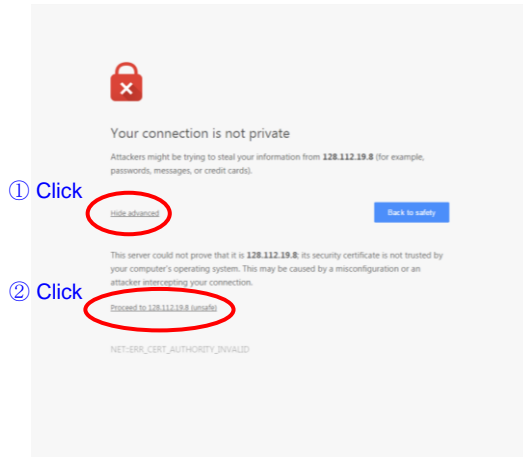 Your connection is not private
Attackers might be trying to steal your information from 128.112.19.8 (for example,
passwords, messages, or credit cards).
① Click
Hide advanced
Back to safety
This server could not prove that it is 128.112.19.8; its security certificate is not trusted by
your computer's operating system. This may be caused by a misconfiguration or an
attacker intercepting your connection.
② Click
Proceed to 128.112.19.8 (unsafe)
NET::ERR_CERT_AUTHORITY_INVALID